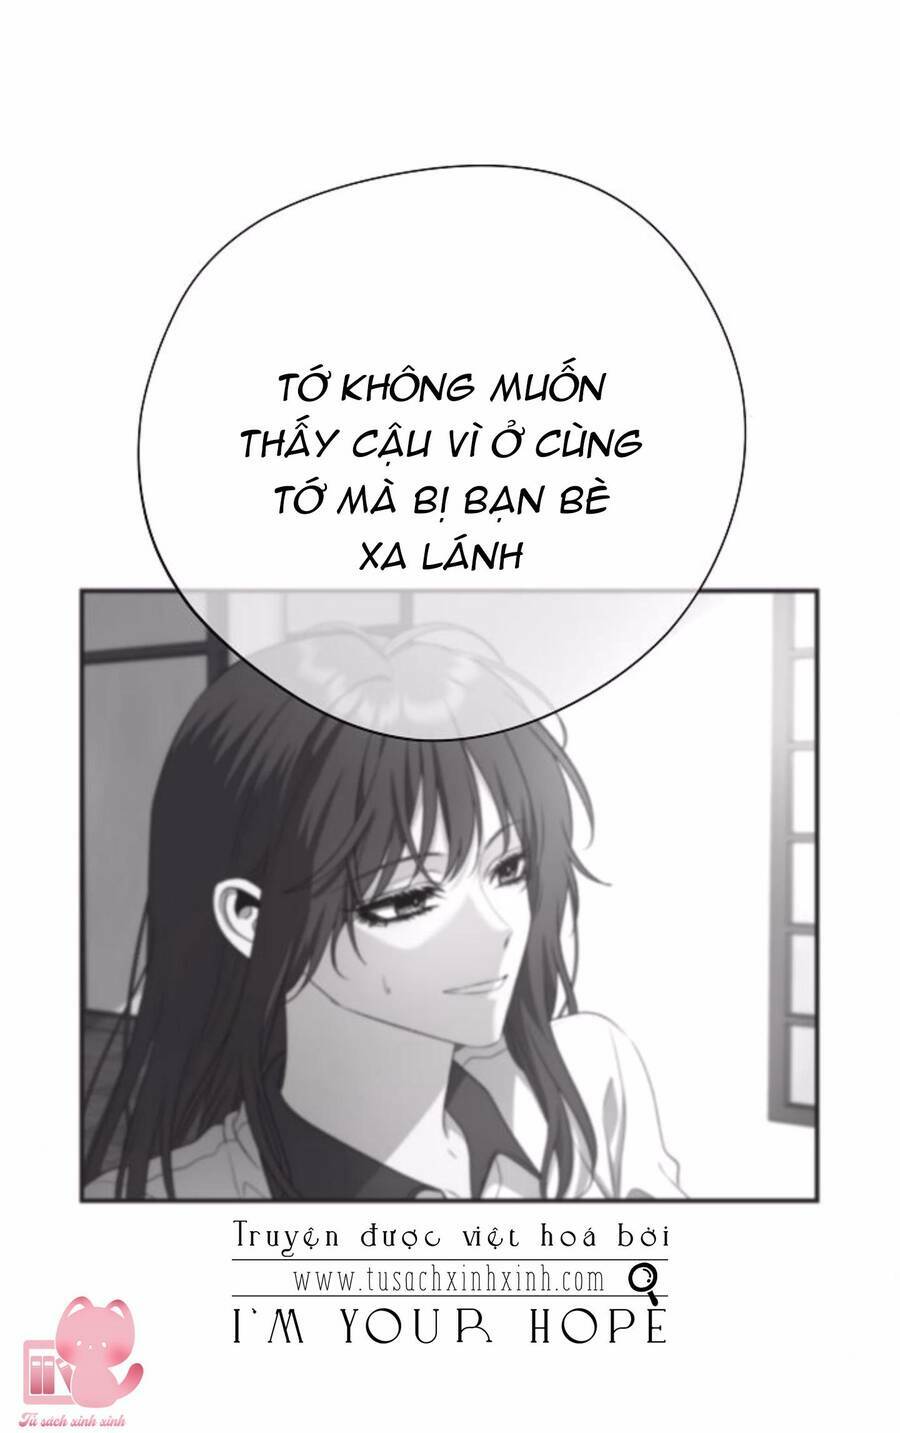 TỚ KHÔNG MUỐN
THẤY CẬU VÌ Ở CÙNG
TỚ MÀ BỊ BẠN BÈ
XA LÁNH
Truyện được việt hoá bởi
www.tusachxinhxinh.com
I'M YOUR HOPE
Tủ sách xinh xinh